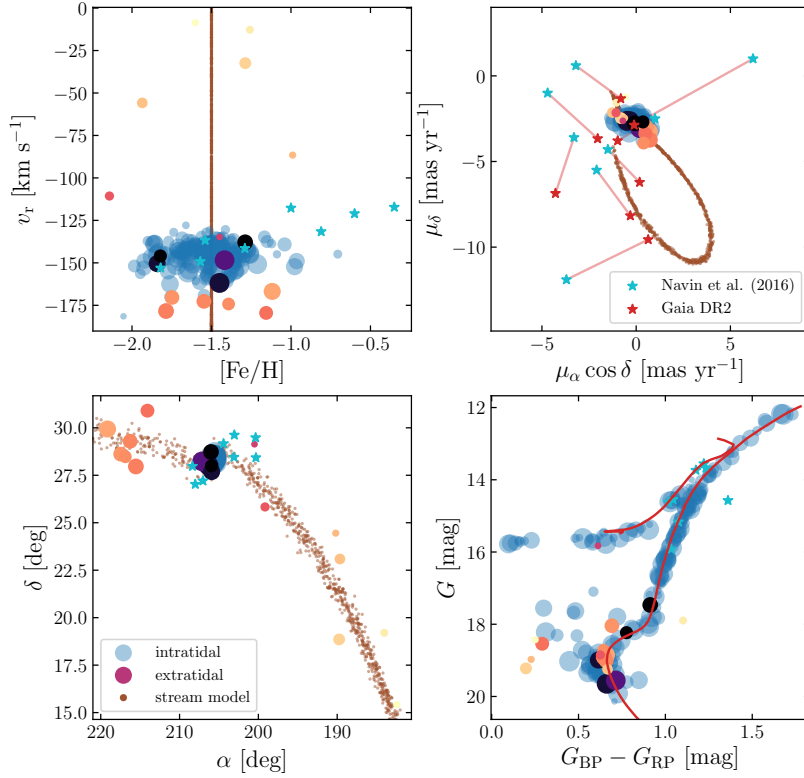 0
−25
−50
−75
−100
−125
−150
−175
v_r [km s⁻¹]
−2.0 −1.5 −1.0 −0.5
[Fe/H]
0
−5
−10
μ_δ [mas yr⁻¹]
Navin et al. (2016)
Gaia DR2
−5 0 5
μ_α cos δ [mas yr⁻¹]
30.0
27.5
25.0
22.5
20.0
17.5
15.0
δ [deg]
intratidal
extratidal
stream model
220 210 200 190
α [deg]
12
14
16
18
20
G [mag]
0.0 0.5 1.0 1.5
G_BP − G_RP [mag]